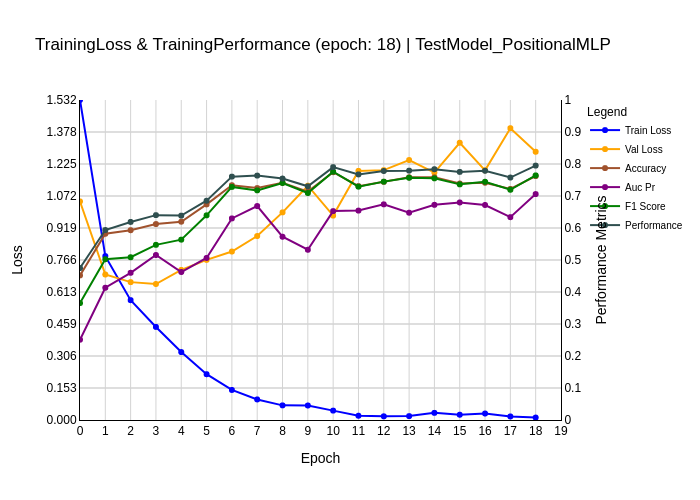 TrainingLoss & TrainingPerformance (epoch: 18) | TestModel_PositionalMLP
1.532
1.378
1.225
1.072
0.919
0.766
0.613
0.459
0.306
0.153
0.000
Loss
0 1 2 3 4 5 6 7 8 9 10 11 12 13 14 15 16 17 18 19
Epoch
1
0.9
0.8
0.7
0.6
0.5
0.4
0.3
0.2
0.1
0
Performance Metrics
Legend
Train Loss
Val Loss
Accuracy
Auc Pr
F1 Score
Performance